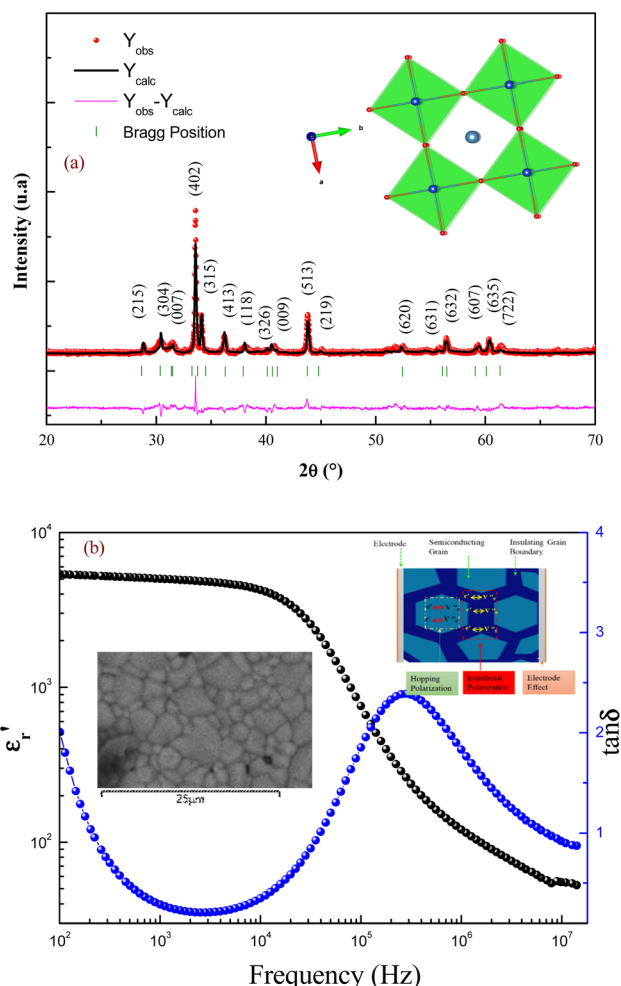 Y_obs
Y_calc
Y_obs-Y_calc
Bragg Position
(a)
b
a
Intensity (u.a)
(215)
(304)
(007)
(402)
(315)
(413)
(118)
(326)
(009)
(513)
(219)
(620)
(631)
(632)
(607)
(635)
(722)
20 30 40 50 60 70
2θ (°)
(b)
10^4
10^3
10^2
ε_r'
Electrode
Semiconducting Grain
Insulating Grain Boundary
Hopping Polarization
Interfacial Polarization
Electrode Effect
25μm
4
3
2
1
tanδ
10^2 10^3 10^4 10^5 10^6 10^7
Frequency (Hz)